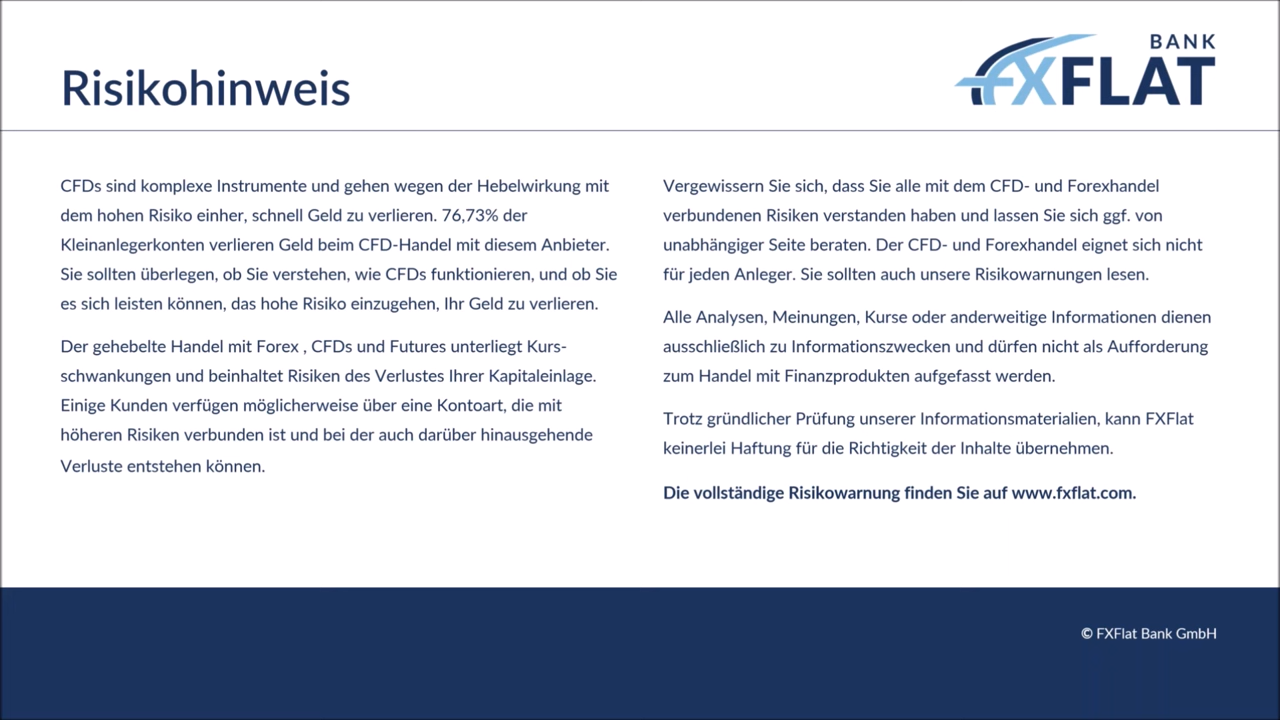 Risikohinweis
BANK
FXFLAT
CFDs sind komplexe Instrumente und gehen wegen der Hebelwirkung mit
dem hohen Risiko einher, schnell Geld zu verlieren. 76,73% der
Kleinanlegerkonten verlieren Geld beim CFD-Handel mit diesem Anbieter.
Sie sollten überlegen, ob Sie verstehen, wie CFDs funktionieren, und ob Sie
es sich leisten können, das hohe Risiko einzugehen, Ihr Geld zu verlieren.
Der gehebelte Handel mit Forex , CFDs und Futures unterliegt Kurs-
schwankungen und beinhaltet Risiken des Verlustes Ihrer Kapitaleinlage.
Einige Kunden verfügen möglicherweise über eine Kontoart, die mit
höheren Risiken verbunden ist und bei der auch darüber hinausgehende
Verluste entstehen können.
Vergewissern Sie sich, dass Sie alle mit dem CFD- und Forexhandel
verbundenen Risiken verstanden haben und lassen Sie sich ggf. von
unabhängiger Seite beraten. Der CFD- und Forexhandel eignet sich nicht
für jeden Anleger. Sie sollten auch unsere Risikowarnungen lesen.
Alle Analysen, Meinungen, Kurse oder anderweitige Informationen dienen
ausschließlich zu Informationszwecken und dürfen nicht als Aufforderung
zum Handel mit Finanzprodukten aufgefasst werden.
Trotz gründlicher Prüfung unserer Informationsmaterialien, kann FXFlat
keinerlei Haftung für die Richtigkeit der Inhalte übernehmen.
Die vollständige Risikowarnung finden Sie auf www.fxflat.com.
© FXFlat Bank GmbH